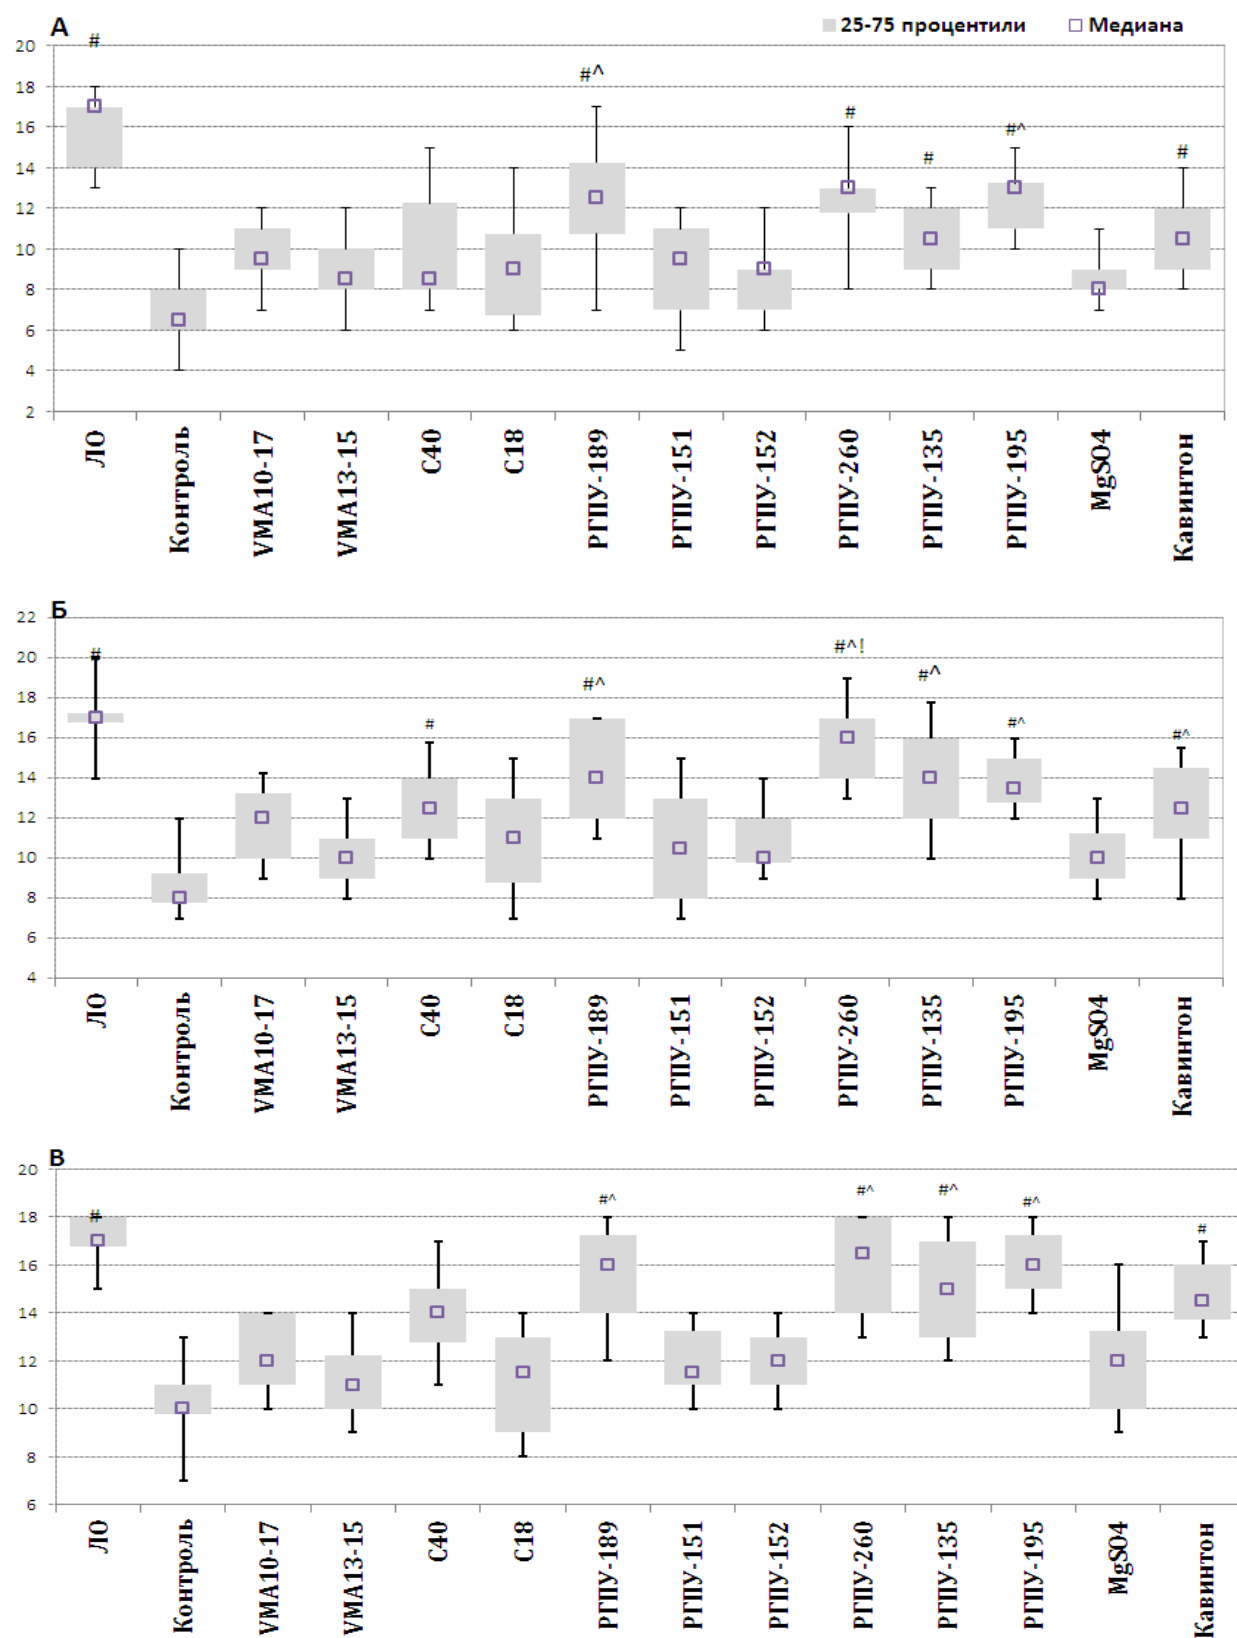 А
25-75 процентили
Медиана
#
#^
#
#
#^
#
20
18
16
14
12
10
8
6
4
2
ЛО
Контроль
VMA10-17
VMA13-15
C40
C18
РГПУ-189
РГПУ-151
РГПУ-152
РГПУ-260
РГПУ-135
РГПУ-195
MgSO4
Кавинтон
Б
#
#
#^
#^!
#^
#^
#^
22
20
18
16
14
12
10
8
6
4
ЛО
Контроль
VMA10-17
VMA13-15
C40
C18
РГПУ-189
РГПУ-151
РГПУ-152
РГПУ-260
РГПУ-135
РГПУ-195
MgSO4
Кавинтон
В
#
#^
#^
#^
#^
#
20
18
16
14
12
10
8
6
ЛО
Контроль
VMA10-17
VMA13-15
C40
C18
РГПУ-189
РГПУ-151
РГПУ-152
РГПУ-260
РГПУ-135
РГПУ-195
MgSO4
Кавинтон